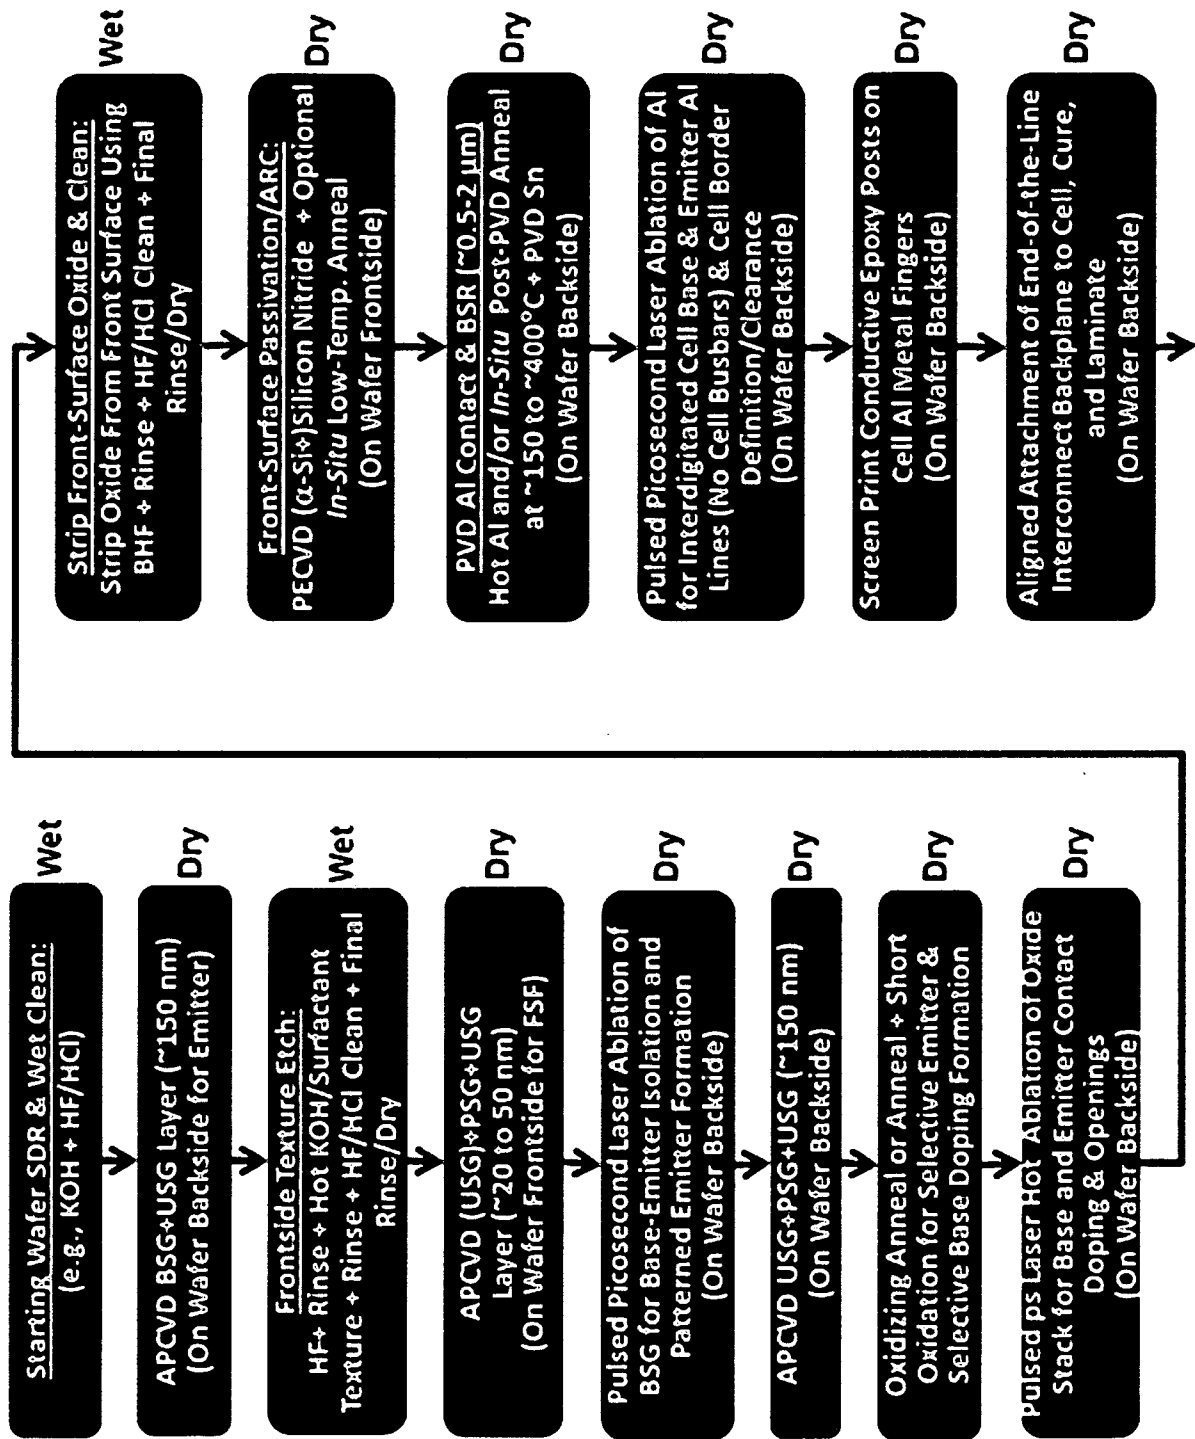 Starting Wafer SDR & Wet Clean:
(e.g., KOH + HF/HCl)
Wet
APCVD BSG+USG Layer (~150 nm)
(On Wafer Backside for Emitter)
Dry
Frontside Texture Etch:
HF+ Rinse + Hot KOH/Surfactant
Texture + Rinse + HF/HCl Clean + Final
Rinse/Dry
Wet
APCVD (USG)+PSG+USG
Layer (~20 to 50 nm)
(On Wafer Frontside for FSF)
Dry
Pulsed Picosecond Laser Ablation of
BSG for Base-Emitter Isolation and
Patterned Emitter Formation
(On Wafer Backside)
Dry
APCVD USG+PSG+USG (~150 nm)
(On Wafer Backside)
Dry
Oxidizing Anneal or Anneal + Short
Oxidation for Selective Emitter &
Selective Base Doping Formation
Dry
Pulsed ps Laser Hot Ablation of Oxide
Stack for Base and Emitter Contact
Doping & Openings
(On Wafer Backside)
Dry
Strip Front-Surface Oxide & Clean:
Strip Oxide From Front Surface Using
BHF + Rinse + HF/HCl Clean + Final
Rinse/Dry
Wet
Front-Surface Passivation/ARC:
PECVD (α-Si+)Silicon Nitride + Optional
In-Situ Low-Temp. Anneal
(On Wafer Frontside)
Dry
PVD Al Contact & BSR (~0.5-2 μm)
Hot Al and/or In-Situ Post-PVD Anneal
at ~150 to ~400°C + PVD Sn
(On Wafer Backside)
Dry
Pulsed Picosecond Laser Ablation of Al
for Interdigitated Cell Base & Emitter Al
Lines (No Cell Busbars) & Cell Border
Definition/Clearance
(On Wafer Backside)
Dry
Screen Print Conductive Epoxy Posts on
Cell Al Metal Fingers
(On Wafer Backside)
Dry
Aligned Attachment of End-of-the-Line
Interconnect Backplane to Cell, Cure,
and Laminate
(On Wafer Backside)
Dry